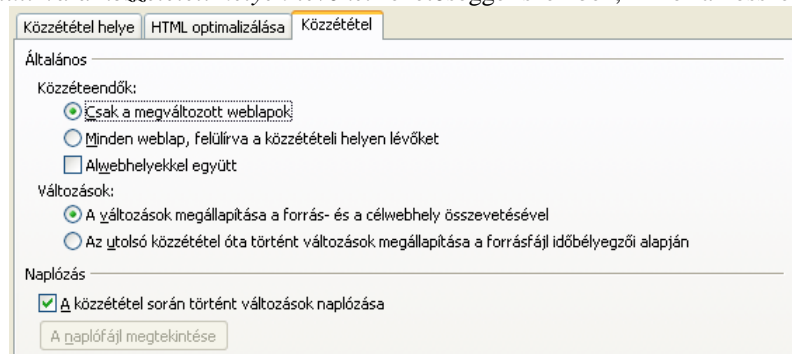 Közzététel helye HTML optimalizálása Közzététel
Általános
Közzéteendők:
Csak a megváltozott weblapok
Minden weblap, felülírva a közzétételi helyen lévőket
Alwebhelyekkel együtt
Változások:
A változások megállapítása a forrás- és a célwebhely összevetésével
Az utolsó közzététel óta történt változások megállapítása a forrásfájl időbélyegzői alapján
Naplózás
A közzététel során történt változások naplózása
A naplófájl megtekintése